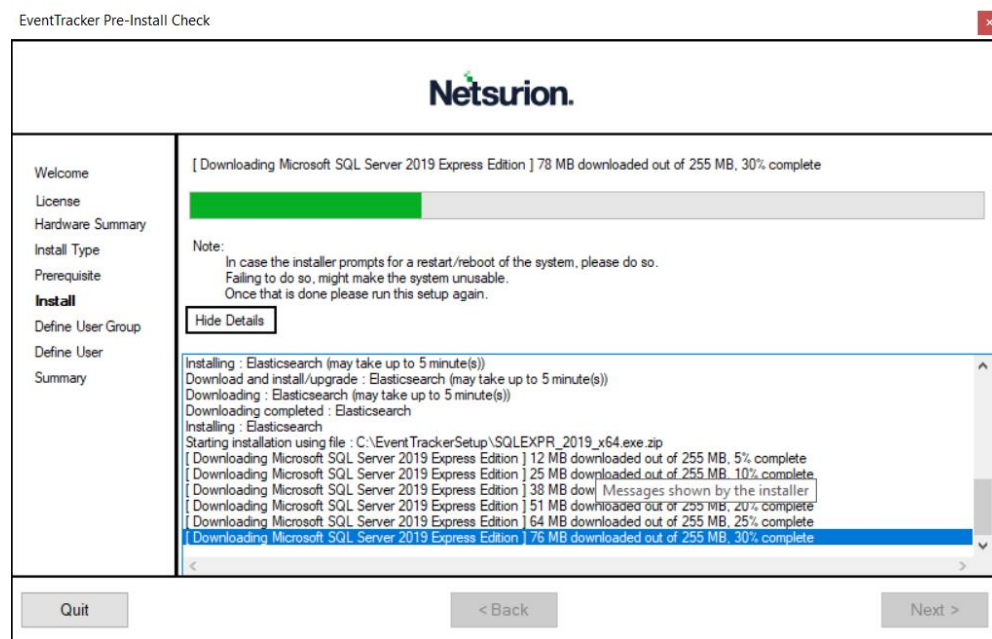 EventTracker Pre-Install Check
Netsurion.
Welcome
License
Hardware Summary
Install Type
Prerequisite
Install
Define User Group
Define User
Summary
[ Downloading Microsoft SQL Server 2019 Express Edition ] 78 MB downloaded out of 255 MB, 30% complete
Note:
In case the installer prompts for a restart/reboot of the system, please do so.
Failing to do so, might make the system unusable.
Once that is done please run this setup again.
Hide Details
Installing : Elasticsearch (may take up to 5 minute(s))
Download and install/upgrade : Elasticsearch (may take up to 5 minute(s))
Downloading : Elasticsearch (may take up to 5 minute(s))
Downloading completed : Elasticsearch
Installing : Elasticsearch
Starting installation using file : C:\EventTrackerSetup\SQLEXPR_2019_x64.exe.zip
[ Downloading Microsoft SQL Server 2019 Express Edition ] 12 MB downloaded out of 255 MB, 5% complete
[ Downloading Microsoft SQL Server 2019 Express Edition ] 25 MB downloaded out of 255 MB, 10% complete
[ Downloading Microsoft SQL Server 2019 Express Edition ] 38 MB dow
Messages shown by the installer
[ Downloading Microsoft SQL Server 2019 Express Edition ] 51 MB downloaded out of 255 MB, 20% complete
[ Downloading Microsoft SQL Server 2019 Express Edition ] 64 MB downloaded out of 255 MB, 25% complete
[ Downloading Microsoft SQL Server 2019 Express Edition ] 76 MB downloaded out of 255 MB, 30% complete
Quit
< Back
Next >